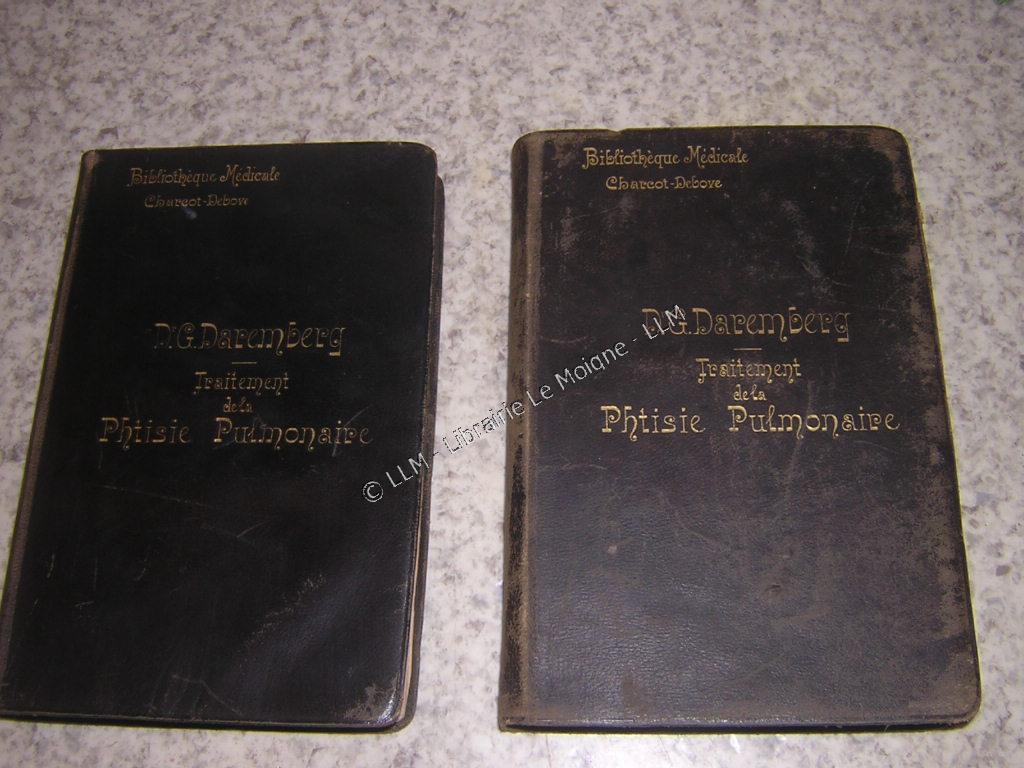 Bibliothèque Médicale
Charcot-Debove
Dr G. Daremberg
Traitement
de la
Phtisie Pulmonaire
Bibliothèque Médicale
Charcot-Debove
Dr G. Daremberg
Traitement
de la
Phtisie Pulmonaire
© LLM - Librairie Le Moigne - LLM